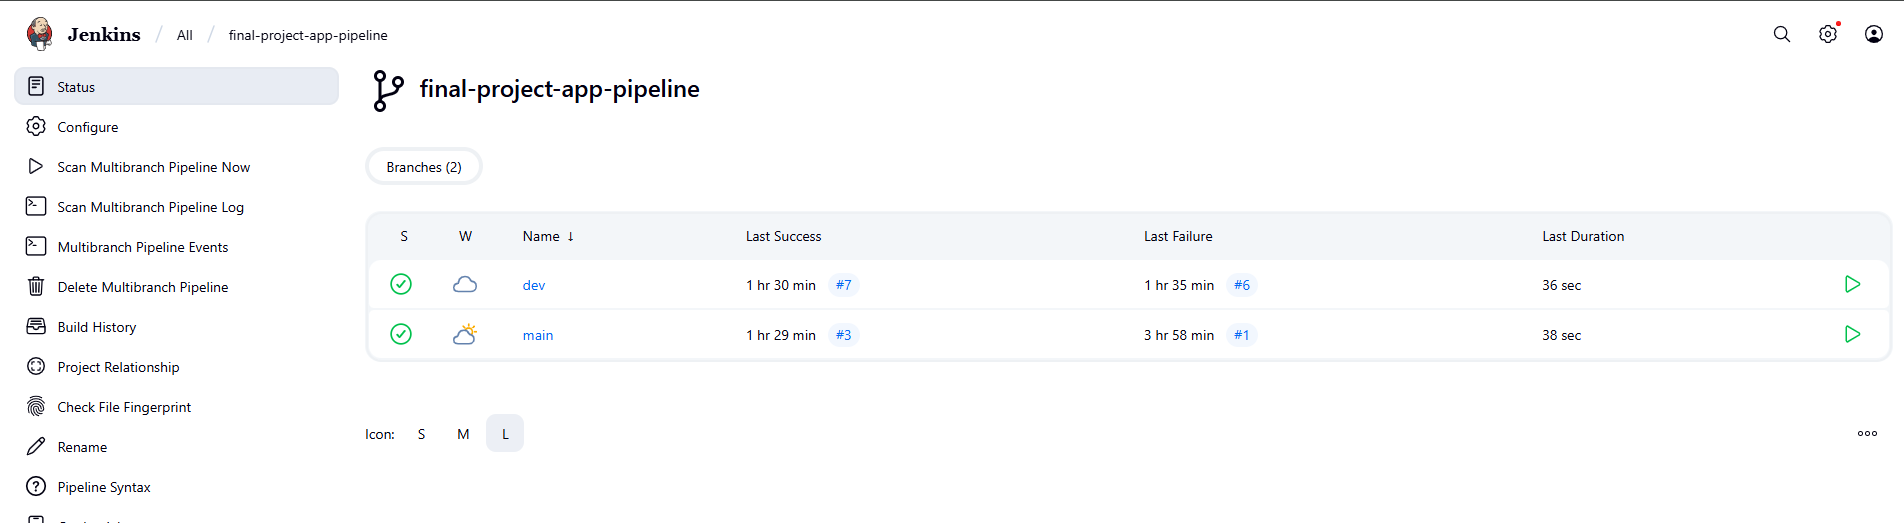 Jenkins / All / final-project-app-pipeline
Status
Configure
Scan Multibranch Pipeline Now
Scan Multibranch Pipeline Log
Multibranch Pipeline Events
Delete Multibranch Pipeline
Build History
Project Relationship
Check File Fingerprint
Rename
Pipeline Syntax
final-project-app-pipeline
Branches (2)
S W Name ↓ Last Success Last Failure Last Duration
dev 1 hr 30 min #7 1 hr 35 min #6 36 sec
main 1 hr 29 min #3 3 hr 58 min #1 38 sec
Icon: S M L